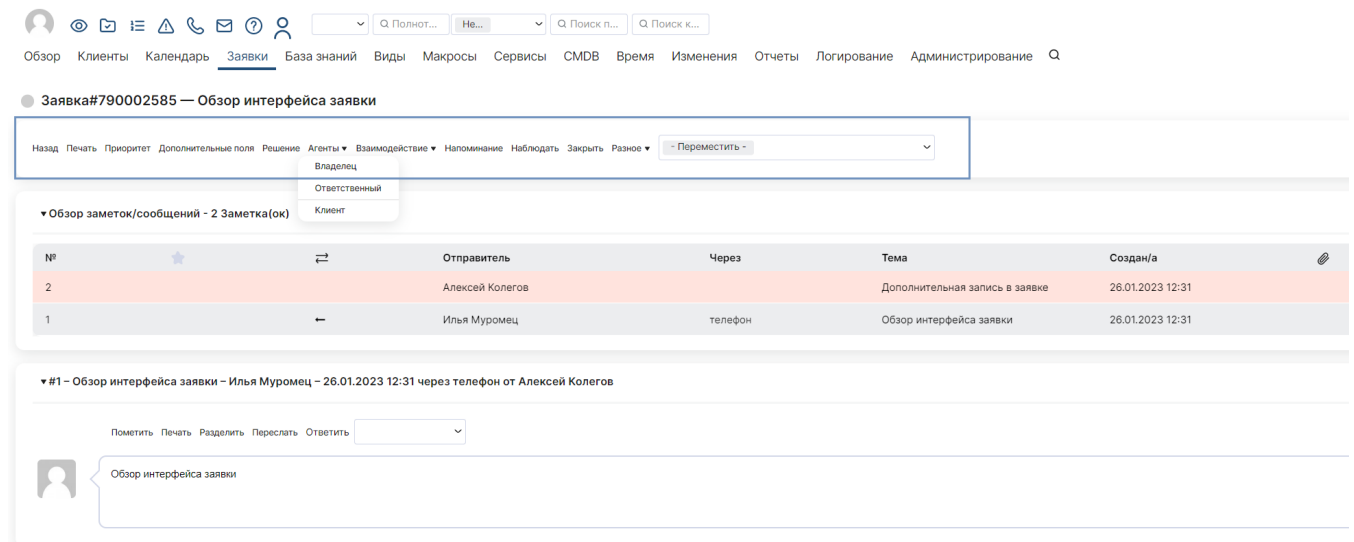 Полнот... Не... Поиск п... Поиск к...
Обзор Клиенты Календарь Заявки База знаний Виды Макросы Сервисы CMDB Время Изменения Отчеты Логирование Администрирование
Заявка#790002585 — Обзор интерфейса заявки
Назад Печать Приоритет Дополнительные поля Решение Агенты ▾ Взаимодействие ▾ Напоминание Наблюдать Закрыть Разное ▾ - Переместить -
Владелец
Ответственный
Клиент
▾ Обзор заметок/сообщений - 2 Заметка(ок)
№ Отправитель Через Тема Создан/а
2 Алексей Колегов Дополнительная запись в заявке 26.01.2023 12:31
1 Илья Муромец телефон Обзор интерфейса заявки 26.01.2023 12:31
▾ #1 – Обзор интерфейса заявки – Илья Муромец – 26.01.2023 12:31 через телефон от Алексей Колегов
Пометить Печать Разделить Переслать Ответить
Обзор интерфейса заявки